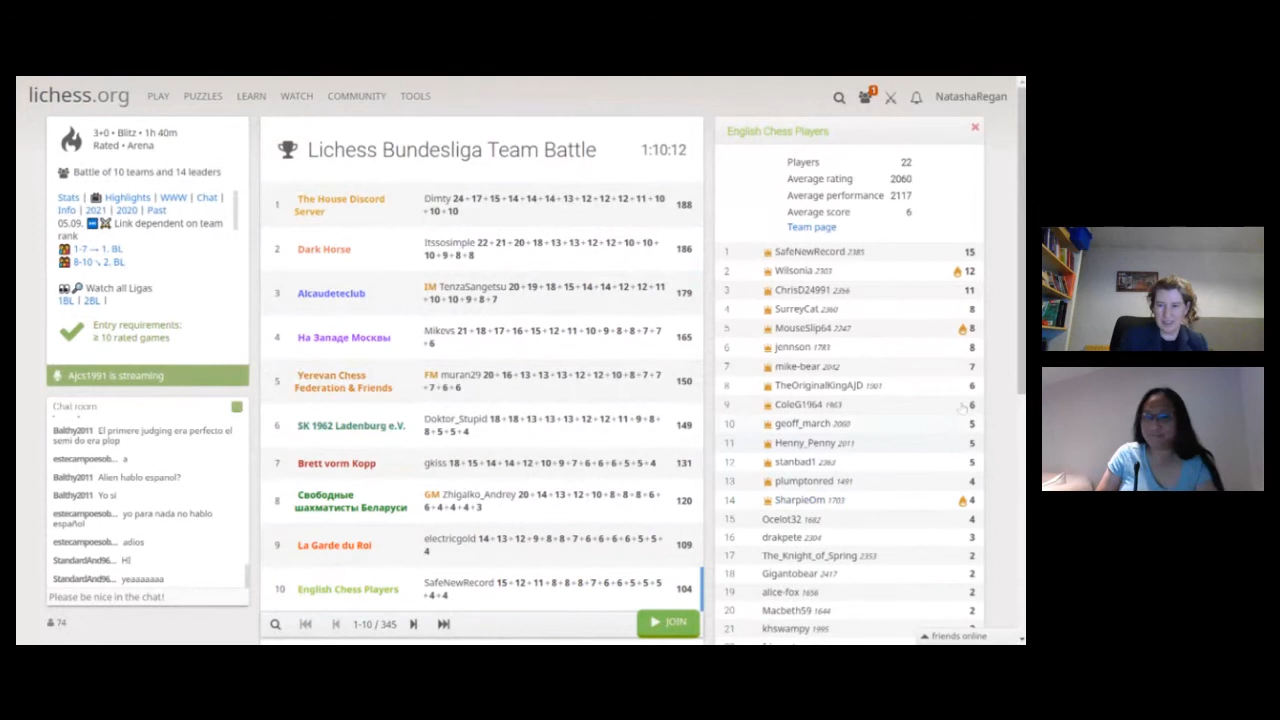 lichess.org PLAY PUZZLES LEARN WATCH COMMUNITY TOOLS 1 NatashaRegan
3+0 • Blitz • 1h 40m
Rated • Arena
Battle of 10 teams and 14 leaders
Stats | Highlights | WWW | Chat |
Info | 2021 | 2020 | Past
05.09. Link dependent on team
rank
1-7 → 1. BL
8-10 ↘ 2. BL
Watch all Ligas
1BL | 2BL |
Entry requirements:
≥ 10 rated games
Ajcs1991 is streaming
Chat room
Balthy2011 El primere judging era perfecto el
semi do era plop
estecampoesob... a
Balthy2011 Alien hablo espanol?
Balthy2011 Yo si
estecampoesob... yo para nada no hablo
español
estecampoesob... adios
StandardAnd96... HI
StandardAnd96... yeaaaaaaa
Please be nice in the chat!
74
Lichess Bundesliga Team Battle 1:10:12
1 The House Discord
Server
Dimty 24+17+15+14+14+14+13+12+12+12+11+10
+10+10
188
2 Dark Horse
Itssosimple 22+21+20+18+13+13+12+12+10+10+
10+9+8+8
186
3 Alcaudeteclub
IM TenzaSangetsu 20+19+18+15+14+14+12+12+11
+10+10+9+8+7
179
4 На Западе Москвы
Mikevs 21+18+17+16+15+12+11+10+9+8+8+7+7
+6
165
5 Yerevan Chess
Federation & Friends
FM muran29 20+16+13+13+13+12+12+10+8+7+7
+7+6+6
150
6 SK 1962 Ladenburg e.V.
Doktor_Stupid 18+18+13+13+13+12+12+11+9+8+
8+5+5+4
149
7 Brett vorm Kopp gkiss 18+15+14+14+12+10+9+7+6+6+6+5+5+4 131
8 Свободные
шахматисты Беларуси
GM Zhigalko_Andrey 20+14+13+12+10+8+8+8+6+
6+4+4+4+3
120
9 La Garde du Roi
electricgold 14+13+12+9+8+8+7+6+6+6+6+5+5+
4
109
10 English Chess Players
SafeNewRecord 15+12+11+8+8+8+7+6+6+5+5+5
+4+4
104
1-10 / 345 JOIN
English Chess Players
Players 22
Average rating 2060
Average performance 2117
Average score 6
Team page
1 SafeNewRecord 2385 15
2 Wilsonia 2303 12
3 ChrisD24991 2356 11
4 SurreyCat 2360 8
5 MouseSlip64 2247 8
6 jennson 1783 8
7 mike-bear 2042 7
8 TheOriginalKingAJD 1901 6
9 ColeG1964 1963 6
10 geoff_march 2060 5
11 Henny_Penny 2011 5
12 stanbad1 2363 5
13 plumptonred 1491 4
14 SharpieOm 1703 4
15 Ocelot32 1682 4
16 drakpete 2304 3
17 The_Knight_of_Spring 2353 2
18 Gigantobear 2417 2
19 alice-fox 1656 2
20 Macbeth59 1644 2
21 khswampy 1995
friends online